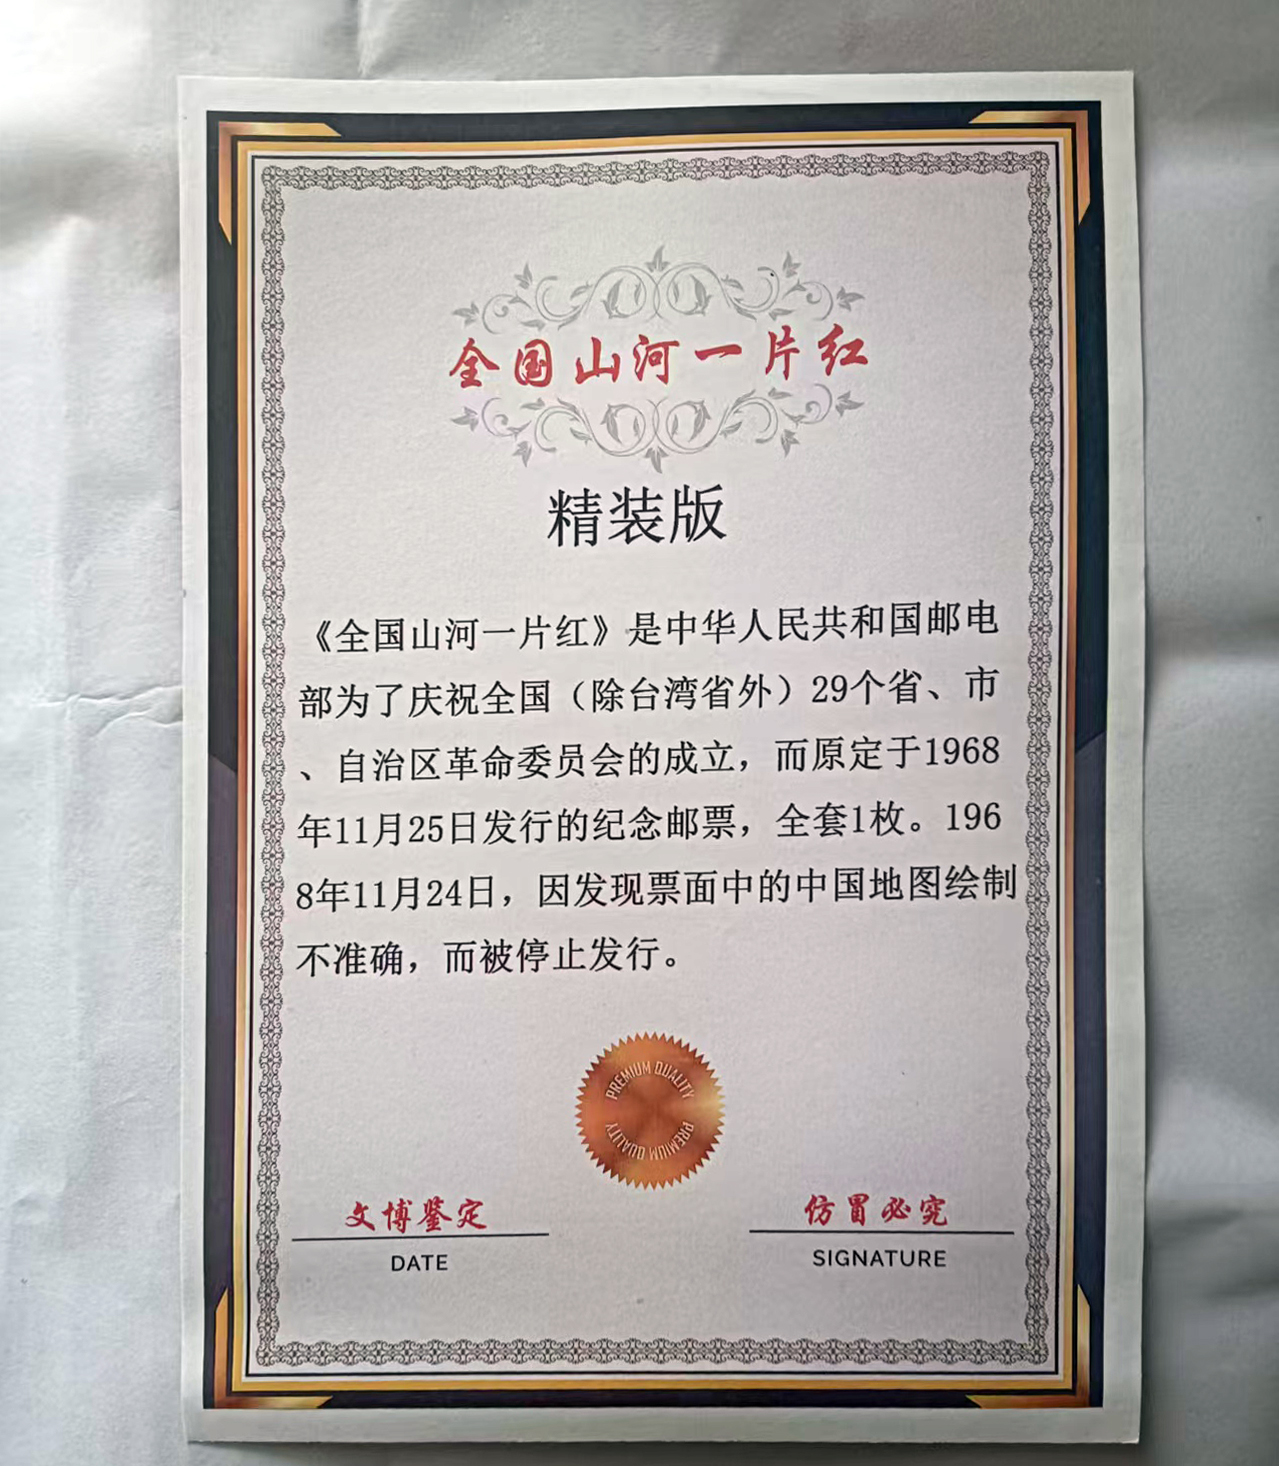 全国山河一片红
精装版
《全国山河一片红》是中华人民共和国邮电
部为了庆祝全国（除台湾省外）29个省、市
、自治区革命委员会的成立，而原定于1968
年11月25日发行的纪念邮票，全套1枚。196
8年11月24日，因发现票面中的中国地图绘制
不准确，而被停止发行。
PREMIUM QUALITY
PREMIUM QUALITY
文博鉴定
DATE
仿冒必究
SIGNATURE